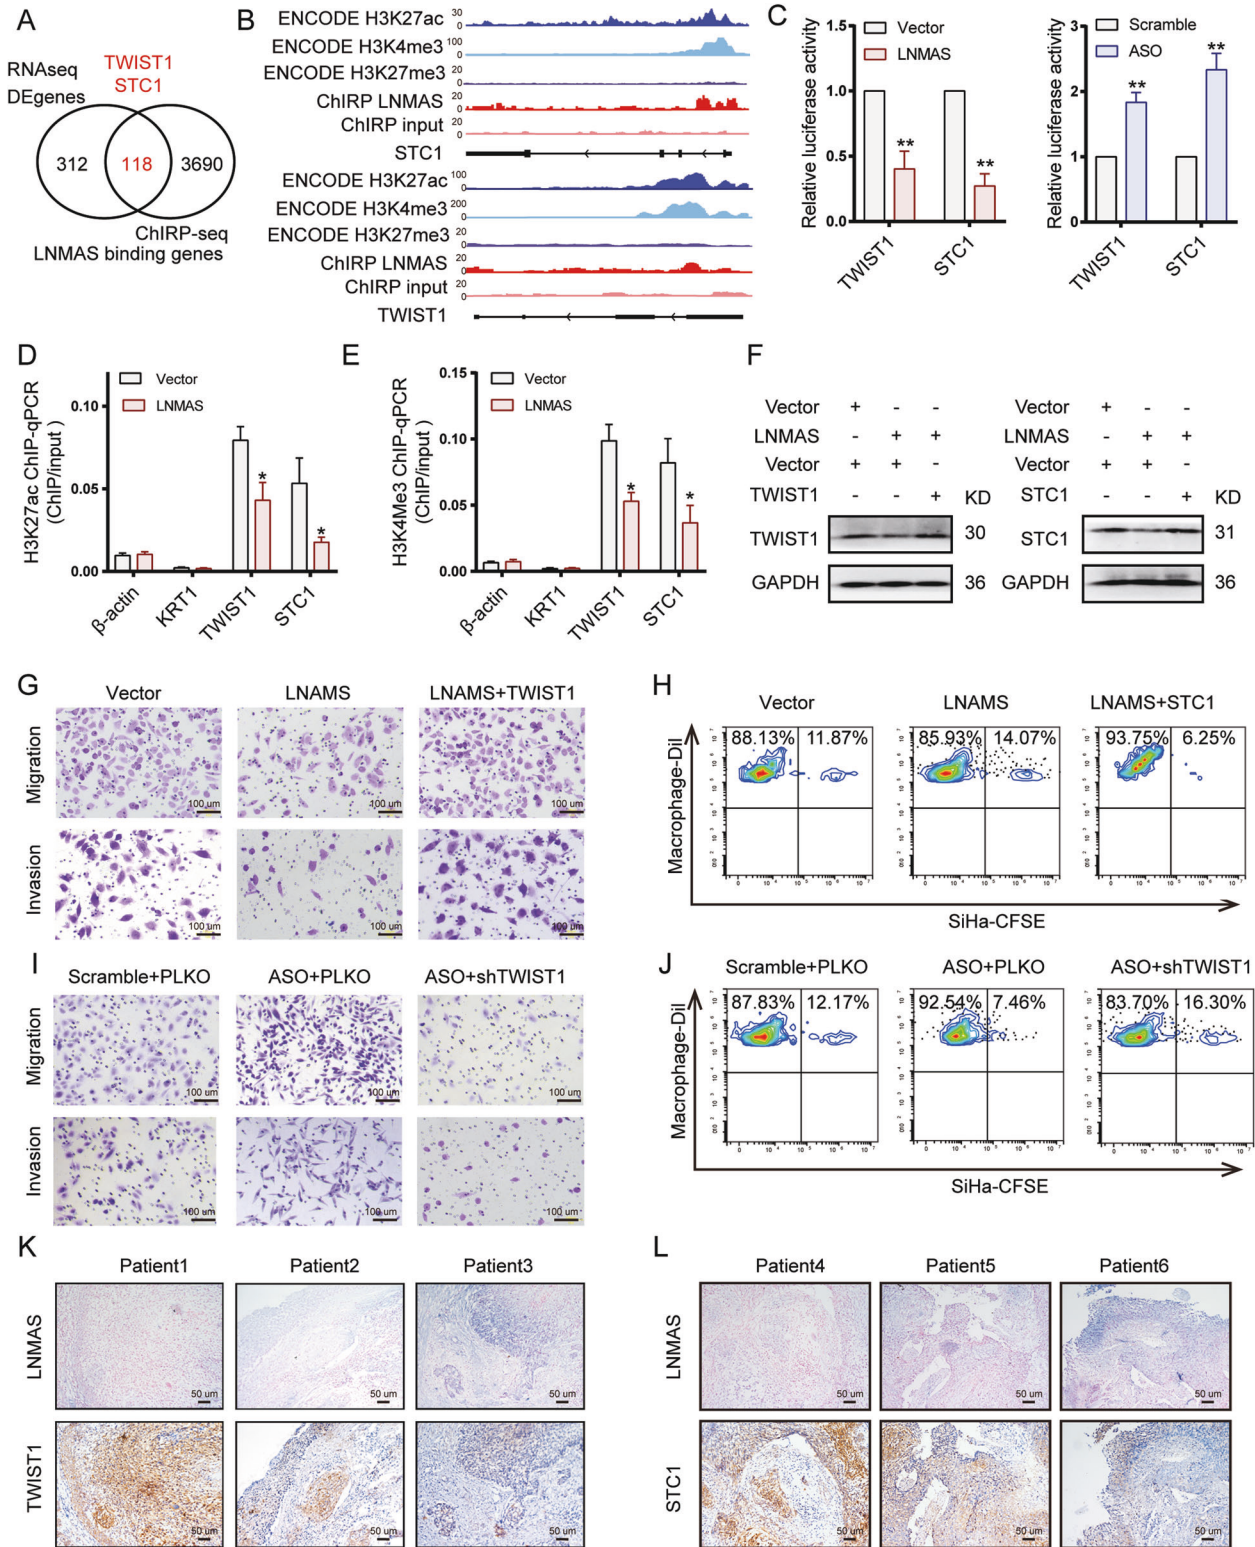 A
RNAseq
DEgenes
TWIST1
STC1
312
118
3690
ChIRP-seq
LNMAS binding genes
B
ENCODE H3K27ac
30
0
ENCODE H3K4me3
100
0
ENCODE H3K27me3
20
0
ChIRP LNMAS
20
0
ChIRP input
20
0
STC1
ENCODE H3K27ac
100
0
ENCODE H3K4me3
200
0
ENCODE H3K27me3
20
0
ChIRP LNMAS
20
0
ChIRP input
20
0
TWIST1
C
Relative luciferase activity
1.5
1.0
0.5
0.0
Vector
LNMAS
**
**
TWIST1
STC1
Relative luciferase activity
3
2
1
0
Scramble
ASO
**
**
TWIST1
STC1
D
H3K27ac ChIP-qPCR
(ChIP/input)
0.10
0.05
0.00
Vector
LNMAS
*
*
β-actin
KRT1
TWIST1
STC1
E
H3K4Me3 ChIP-qPCR
(ChIP/input )
0.15
0.10
0.05
0.00
Vector
LNMAS
*
*
β-actin
KRT1
TWIST1
STC1
F
Vector + - -
LNMAS - + +
Vector + + -
TWIST1 - - + KD
TWIST1 30
GAPDH 36
Vector + - -
LNMAS - + +
Vector + + -
STC1 - - + KD
STC1 31
GAPDH 36
G
Vector LNAMS LNAMS+TWIST1
Migration
100 um
100 um
100 um
Invasion
100 um
100 um
100 um
H
Vector LNAMS LNAMS+STC1
Macrophage-Dil
88.13% 11.87%
85.93% 14.07%
93.75% 6.25%
SiHa-CFSE
I
Scramble+PLKO ASO+PLKO ASO+shTWIST1
Migration
100 um
100 um
100 um
Invasion
100 um
100 um
100 um
J
Scramble+PLKO ASO+PLKO ASO+shTWIST1
Macrophage-Dil
87.83% 12.17%
92.54% 7.46%
83.70% 16.30%
SiHa-CFSE
K
Patient1 Patient2 Patient3
LNMAS
50 um
50 um
50 um
TWIST1
50 um
50 um
50 um
L
Patient4 Patient5 Patient6
LNMAS
50 um
50 um
50 um
STC1
50 um
50 um
50 um